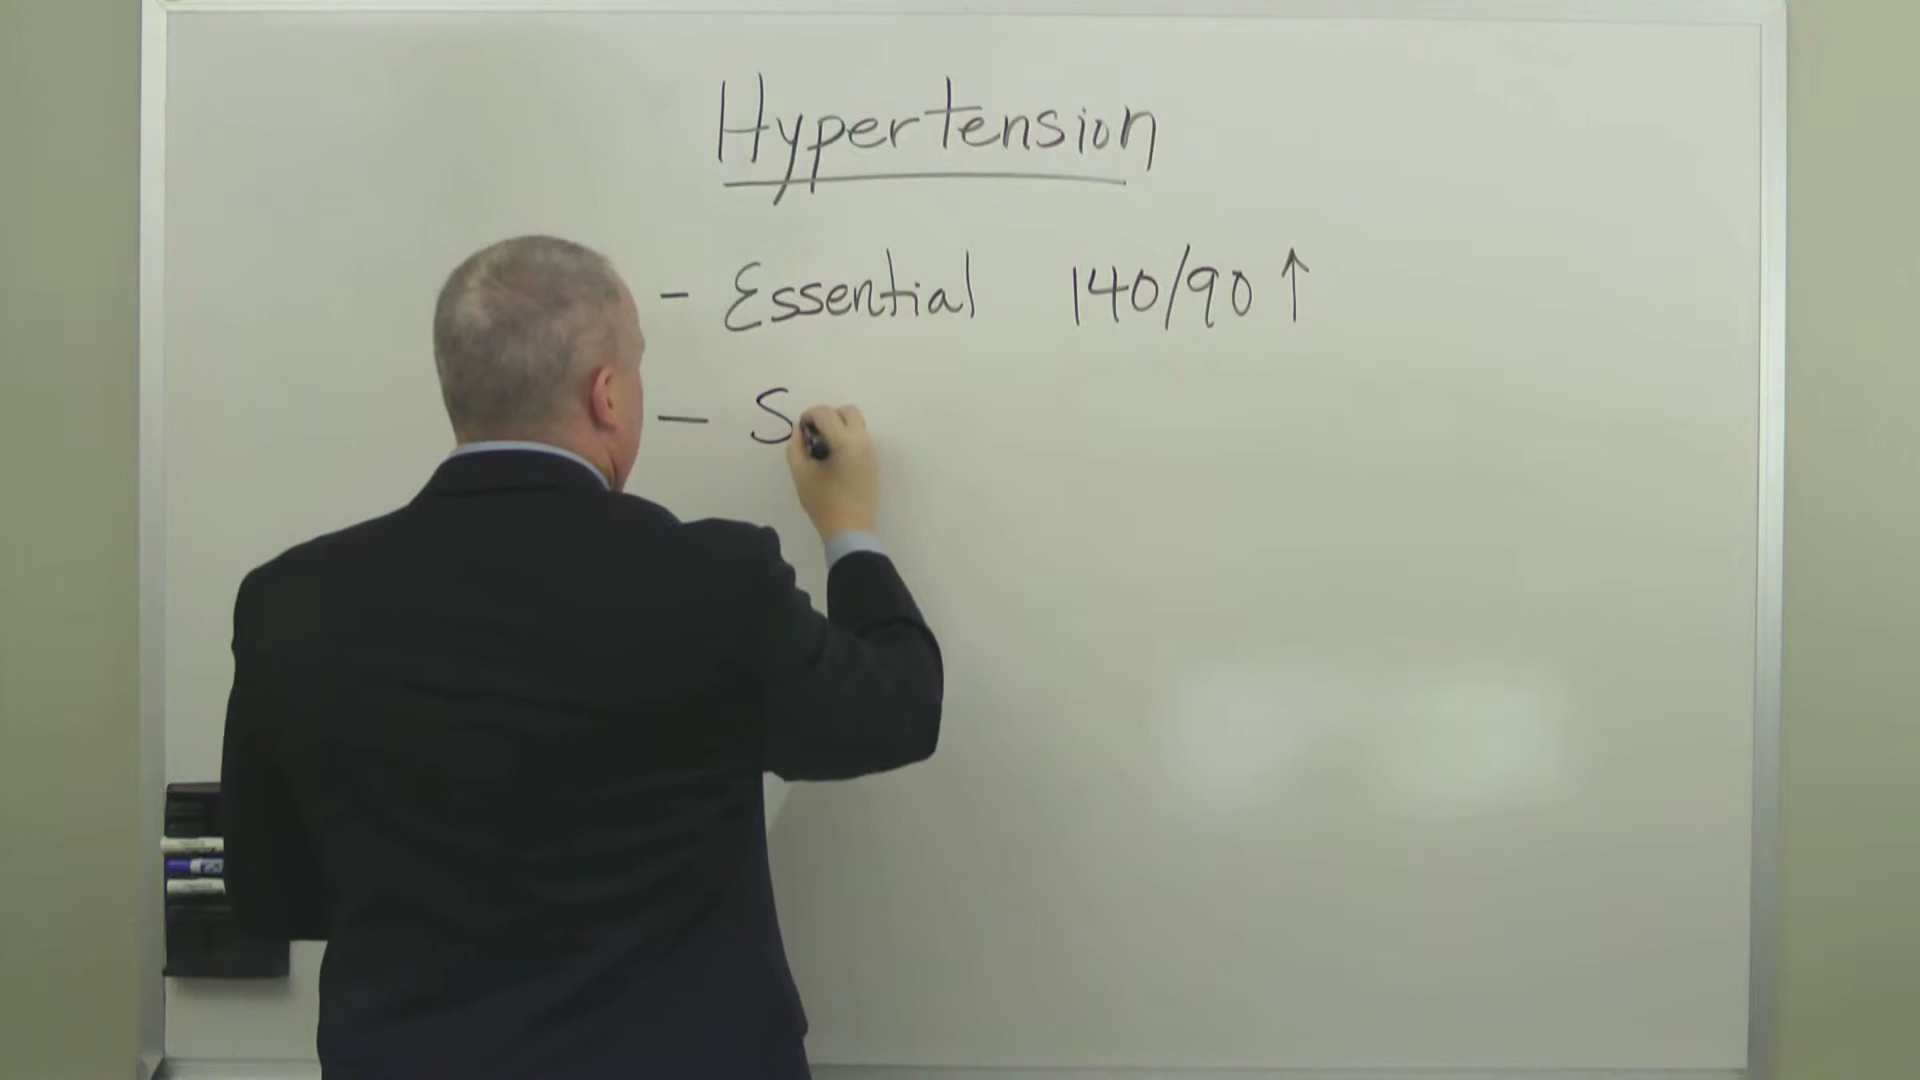 Hypertension
- Essential 140/90 ↑
- S